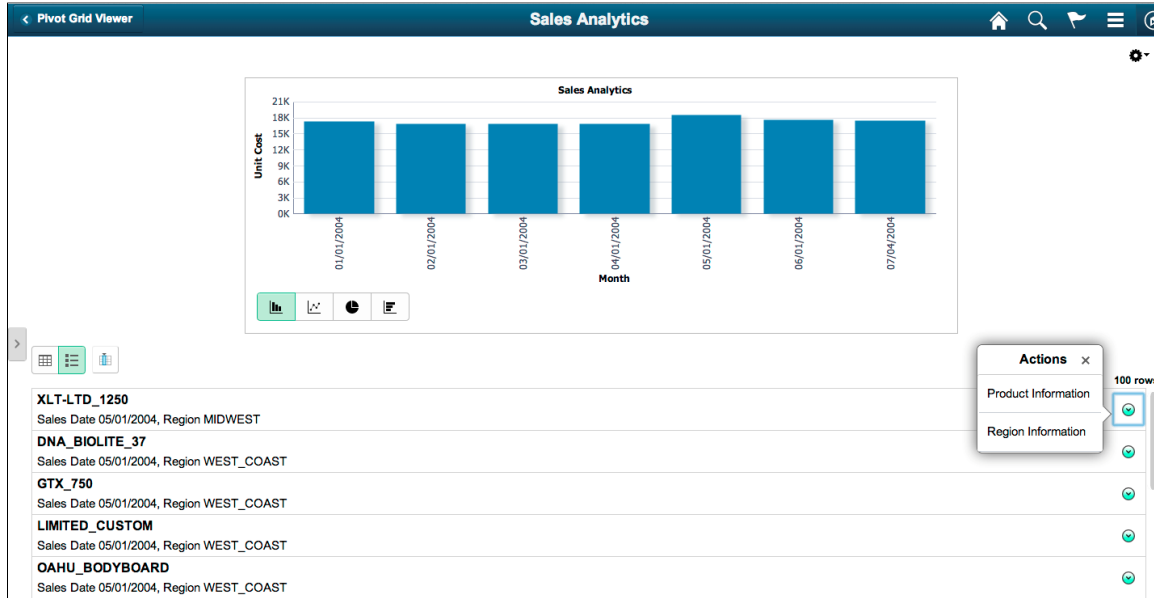 Pivot Grid Viewer
Sales Analytics
Sales Analytics
21K
18K
15K
12K
9K
6K
3K
0K
Unit Cost
01/01/2004
02/01/2004
03/01/2004
04/01/2004
05/01/2004
06/01/2004
07/04/2004
Month
Actions
Product Information
Region Information
100 rows
XLT-LTD_1250
Sales Date 05/01/2004, Region MIDWEST
DNA_BIOLITE_37
Sales Date 05/01/2004, Region WEST_COAST
GTX_750
Sales Date 05/01/2004, Region WEST_COAST
LIMITED_CUSTOM
Sales Date 05/01/2004, Region WEST_COAST
OAHU_BODYBOARD
Sales Date 05/01/2004, Region WEST_COAST